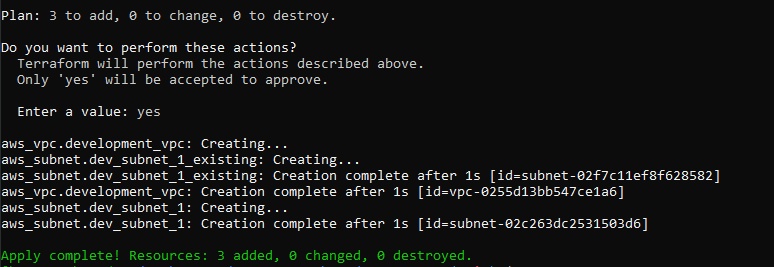 Plan: 3 to add, 0 to change, 0 to destroy.
Do you want to perform these actions?
Terraform will perform the actions described above.
Only 'yes' will be accepted to approve.
Enter a value: yes
aws_vpc.development_vpc: Creating...
aws_subnet.dev_subnet_1_existing: Creating...
aws_subnet.dev_subnet_1_existing: Creation complete after 1s [id=subnet-02f7c11ef8f628582]
aws_vpc.development_vpc: Creation complete after 1s [id=vpc-0255d13bb547ce1a6]
aws_subnet.dev_subnet_1: Creating...
aws_subnet.dev_subnet_1: Creation complete after 1s [id=subnet-02c263dc2531503d6]
Apply complete! Resources: 3 added, 0 changed, 0 destroyed.